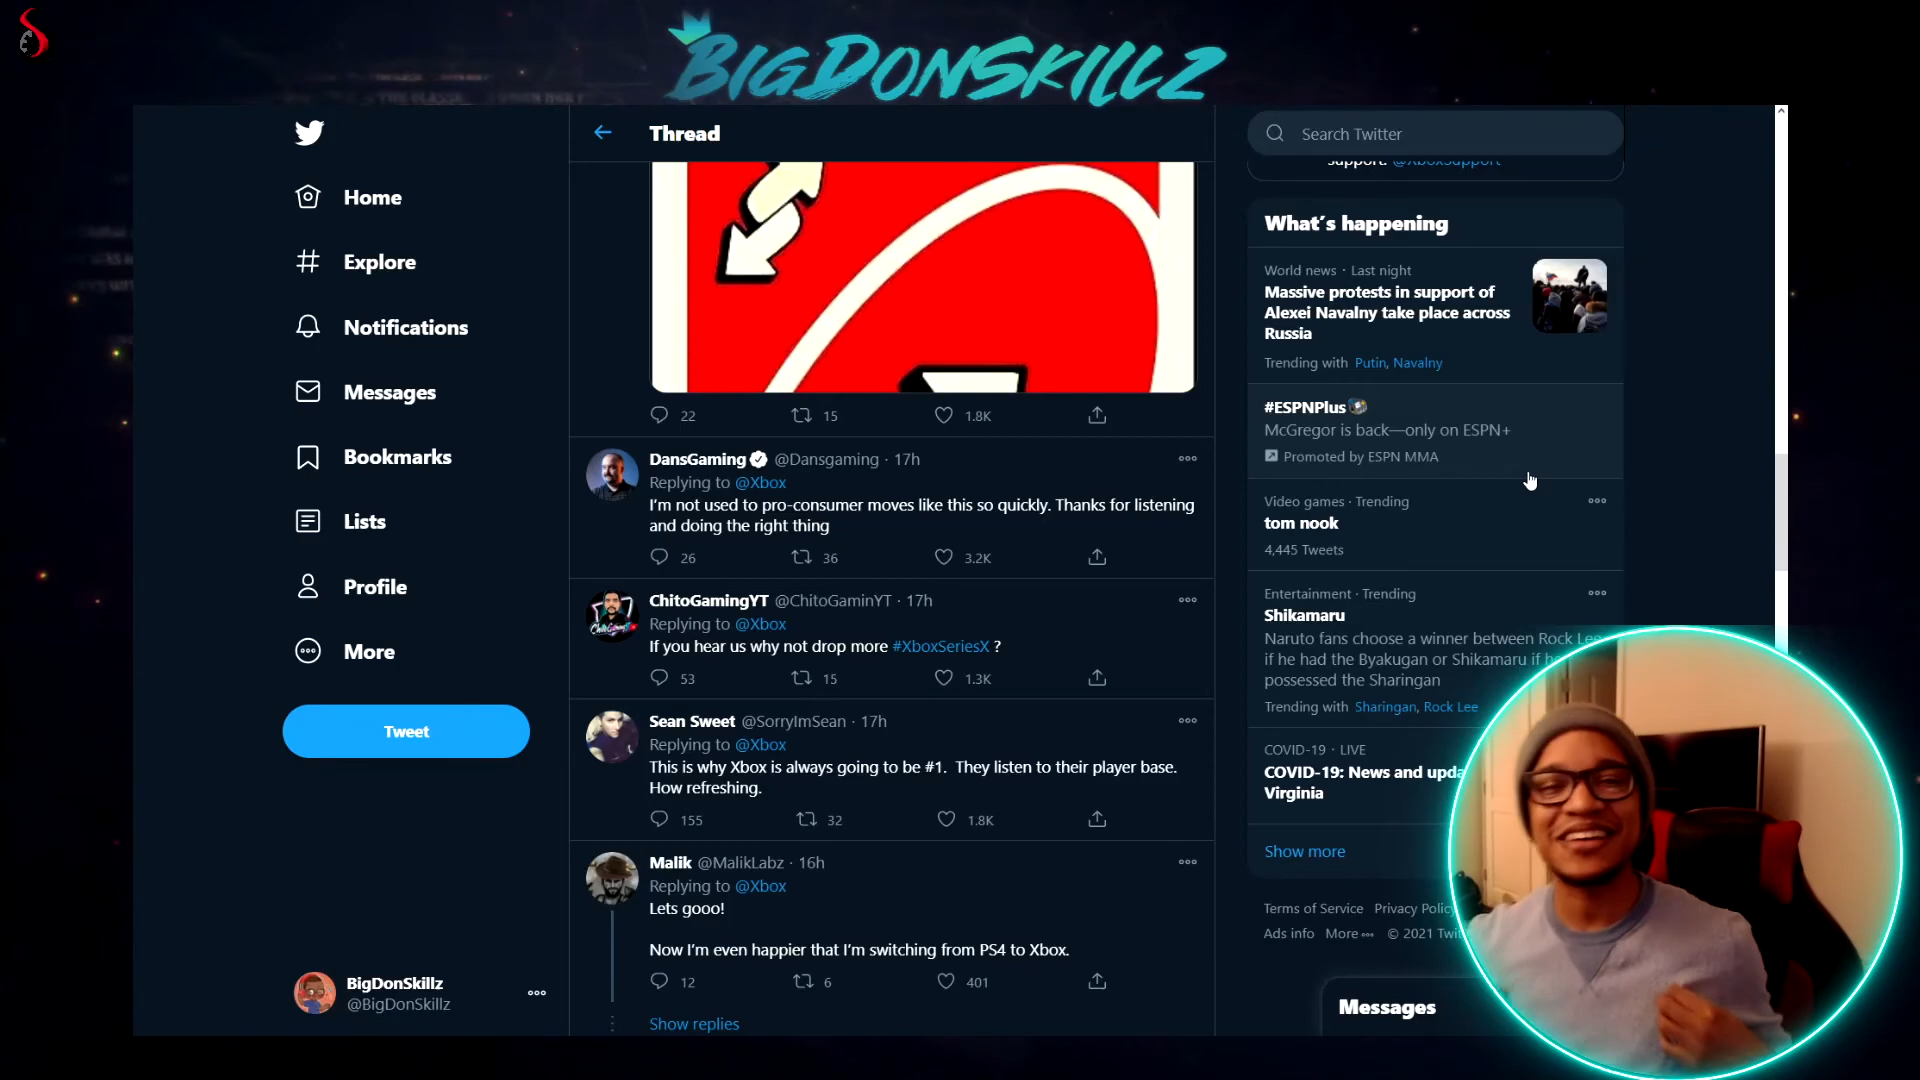 BIGDONSKILLZ
Home
Explore
Notifications
Messages
Bookmarks
Lists
Profile
More
Tweet
BigDonSkillz
@BigDonSkillz
Thread
22 15 1.8K
DansGaming @Dansgaming · 17h
Replying to @Xbox
I'm not used to pro-consumer moves like this so quickly. Thanks for listening
and doing the right thing
26 36 3.2K
ChitoGamingYT @ChitoGaminYT · 17h
Replying to @Xbox
If you hear us why not drop more #XboxSeriesX ?
53 15 1.3K
Sean Sweet @SorryImSean · 17h
Replying to @Xbox
This is why Xbox is always going to be #1. They listen to their player base.
How refreshing.
155 32 1.8K
Malik @MalikLabz · 16h
Replying to @Xbox
Lets gooo!
Now I'm even happier that I'm switching from PS4 to Xbox.
12 6 401
Show replies
Search Twitter
support. @XboxSupport
What's happening
World news · Last night
Massive protests in support of
Alexei Navalny take place across
Russia
Trending with Putin, Navalny
#ESPNPlus
McGregor is back—only on ESPN+
Promoted by ESPN MMA
Video games · Trending
tom nook
4,445 Tweets
Entertainment · Trending
Shikamaru
Naruto fans choose a winner between Rock Lee
if he had the Byakugan or Shikamaru if he
possessed the Sharingan
Trending with Sharingan, Rock Lee
COVID-19 · LIVE
COVID-19: News and upda
Virginia
Show more
Terms of Service Privacy Policy
Ads info More © 2021 Twit
Messages